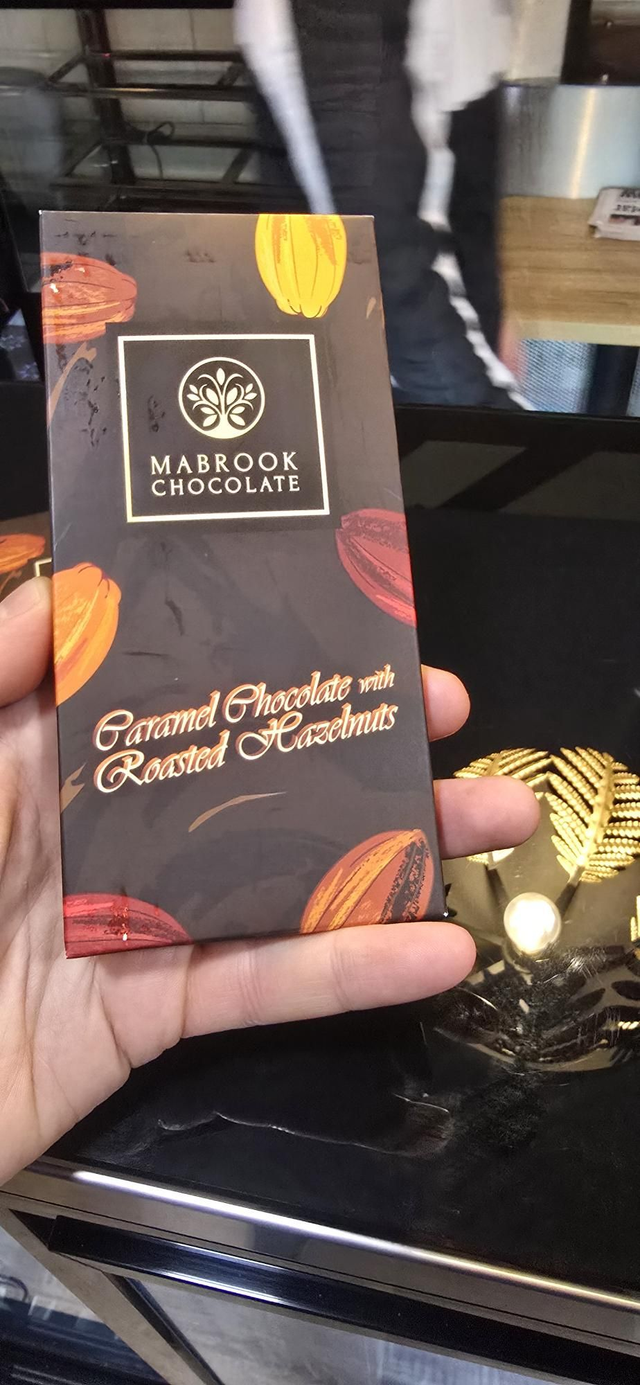 MABROOK
CHOCOLATE
Caramel Chocolate with
Roasted Hazelnuts